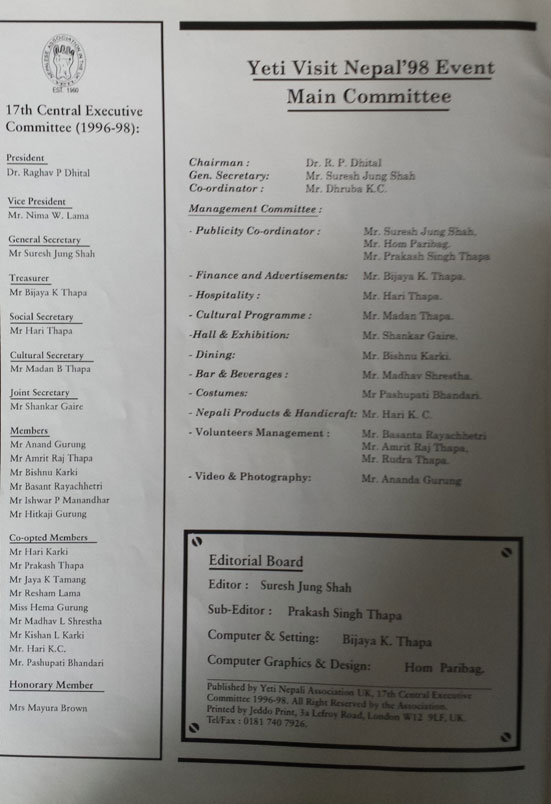 NEPALESE ASSOCIATION IN THE UK
EST. 1960
17th Central Executive
Committee (1996-98):
President
Dr. Raghav P Dhital
Vice President
Mr. Nima W. Lama
General Secretary
Mr Suresh Jung Shah
Treasurer
Mr Bijaya K Thapa
Social Secretary
Mr Hari Thapa
Cultural Secretary
Mr Madan B Thapa
Joint Secretary
Mr Shankar Gaire
Members
Mr Anand Gurung
Mr Amrit Raj Thapa
Mr Bishnu Karki
Mr Basant Rayachhetri
Mr Ishwar P Manandhar
Mr Hitkaji Gurung
Co-opted Members
Mr Hari Karki
Mr Prakash Thapa
Mr Jaya K Tamang
Mr Resham Lama
Miss Hema Gurung
Mr Madhav L Shrestha
Mr Kishan L Karki
Mr. Hari K.C.
Mr. Pashupati Bhandari
Honorary Member
Mrs Mayura Brown
Yeti Visit Nepal'98 Event
Main Committee
Chairman : Dr. R. P. Dhital
Gen. Secretary: Mr. Suresh Jung Shah
Co-ordinator : Mr. Dhruba K.C.
Management Committee :
- Publicity Co-ordinator : Mr. Suresh Jung Shah,
Mr. Hom Paribag.
Mr. Prakash Singh Thapa
- Finance and Advertisements: Mr. Bijaya K. Thapa.
- Hospitality : Mr. Hari Thapa.
- Cultural Programme : Mr. Madan Thapa.
-Hall & Exhibition: Mr. Shankar Gaire.
- Dining: Mr. Bishnu Karki.
- Bar & Beverages : Mr. Madhav Shrestha.
- Costumes: Mr Pashupati Bhandari.
- Nepali Products & Handicraft: Mr. Hari K. C.
- Volunteers Management : Mr. Basanta Rayachhetri
Mr. Amrit Raj Thapa,
Mr. Rudra Thapa.
- Video & Photography: Mr. Ananda Gurung
Editorial Board
Editor : Suresh Jung Shah
Sub-Editor : Prakash Singh Thapa
Computer & Setting: Bijaya K. Thapa
Computer Graphics & Design: Hom Paribag.
Published by Yeti Nepali Association UK, 17th Central Executive
Committee 1996-98. All Right Reserved by the Association.
Printed by Jeddo Print, 3a Lefroy Road, London W12 9LF, UK.
Tel/Fax : 0181 740 7926.